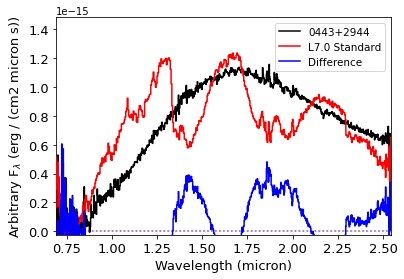 1e−15
0443+2944
L7.0 Standard
Difference
Arbitrary Fλ (erg / (cm2 micron s))
1.4
1.2
1.0
0.8
0.6
0.4
0.2
0.0
0.75 1.00 1.25 1.50 1.75 2.00 2.25 2.50
Wavelength (micron)